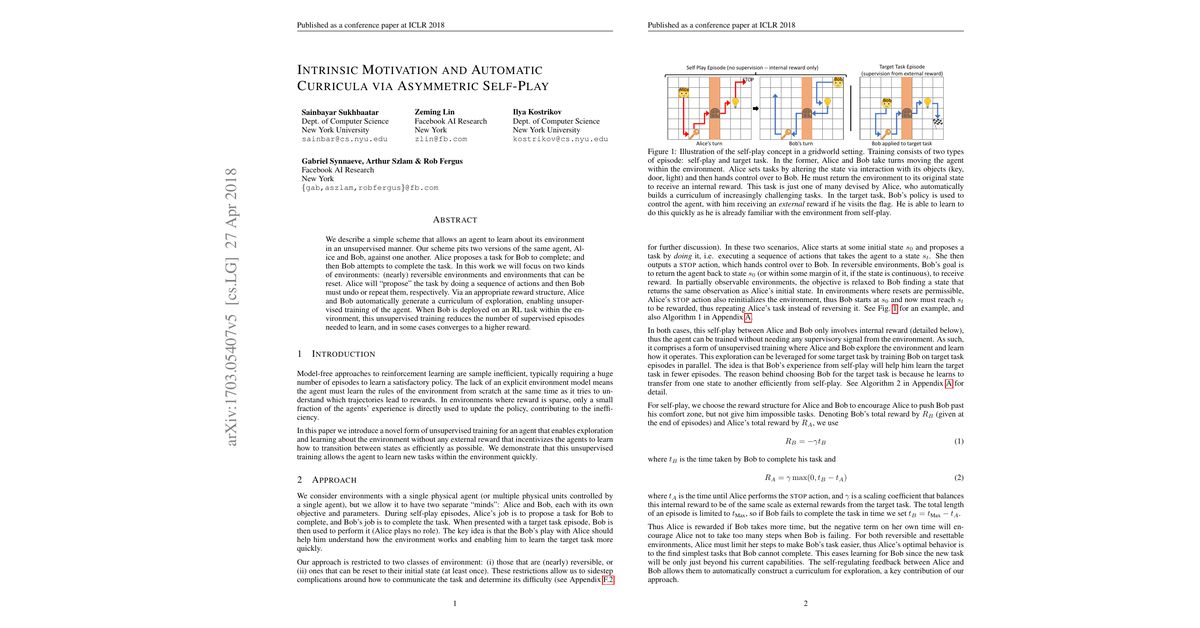 Published as a conference paper at ICLR 2018
INTRINSIC MOTIVATION AND AUTOMATIC
CURRICULA VIA ASYMMETRIC SELF-PLAY
Sainbayar Sukhbaatar
Dept. of Computer Science
New York University
sainbar@cs.nyu.edu
Zeming Lin
Facebook AI Research
New York
zlin@fb.com
Ilya Kostrikov
Dept. of Computer Science
New York University
kostrikov@cs.nyu.edu
Gabriel Synnaeve, Arthur Szlam & Rob Fergus
Facebook AI Research
New York
{gab,aszlam,robfergus}@fb.com
ABSTRACT
We describe a simple scheme that allows an agent to learn about its environment
in an unsupervised manner. Our scheme pits two versions of the same agent, Al-
ice and Bob, against one another. Alice proposes a task for Bob to complete; and
then Bob attempts to complete the task. In this work we will focus on two kinds
of environments: (nearly) reversible environments and environments that can be
reset. Alice will “propose” the task by doing a sequence of actions and then Bob
must undo or repeat them, respectively. Via an appropriate reward structure, Alice
and Bob automatically generate a curriculum of exploration, enabling unsuper-
vised training of the agent. When Bob is deployed on an RL task within the en-
vironment, this unsupervised training reduces the number of supervised episodes
needed to learn, and in some cases converges to a higher reward.
1 INTRODUCTION
Model-free approaches to reinforcement learning are sample inefficient, typically requiring a huge
number of episodes to learn a satisfactory policy. The lack of an explicit environment model means
the agent must learn the rules of the environment from scratch at the same time as it tries to un-
derstand which trajectories lead to rewards. In environments where reward is sparse, only a small
fraction of the agents’ experience is directly used to update the policy, contributing to the ineffi-
ciency.
In this paper we introduce a novel form of unsupervised training for an agent that enables exploration
and learning about the environment without any external reward that incentivizes the agents to learn
how to transition between states as efficiently as possible. We demonstrate that this unsupervised
training allows the agent to learn new tasks within the environment quickly.
2 APPROACH
We consider environments with a single physical agent (or multiple physical units controlled by
a single agent), but we allow it to have two separate “minds”: Alice and Bob, each with its own
objective and parameters. During self-play episodes, Alice’s job is to propose a task for Bob to
complete, and Bob’s job is to complete the task. When presented with a target task episode, Bob is
then used to perform it (Alice plays no role). The key idea is that the Bob’s play with Alice should
help him understand how the environment works and enabling him to learn the target task more
quickly.
Our approach is restricted to two classes of environment: (i) those that are (nearly) reversible, or
(ii) ones that can be reset to their initial state (at least once). These restrictions allow us to sidestep
complications around how to communicate the task and determine its difficulty (see Appendix F.2
1
arXiv:1703.05407v5 [cs.LG] 27 Apr 2018
Published as a conference paper at ICLR 2018
Self Play Episode (no supervision – internal reward only)
Target Task Episode
(supervision from external reward)
Alice
STOP
Bob
Bob
Alice's turn
Bob's turn
Bob applied to target task
Figure 1: Illustration of the self-play concept in a gridworld setting. Training consists of two types
of episode: self-play and target task. In the former, Alice and Bob take turns moving the agent
within the environment. Alice sets tasks by altering the state via interaction with its objects (key,
door, light) and then hands control over to Bob. He must return the environment to its original state
to receive an internal reward. This task is just one of many devised by Alice, who automatically
builds a curriculum of increasingly challenging tasks. In the target task, Bob’s policy is used to
control the agent, with him receiving an external reward if he visits the flag. He is able to learn to
do this quickly as he is already familiar with the environment from self-play.
for further discussion). In these two scenarios, Alice starts at some initial state s0 and proposes a
task by doing it, i.e. executing a sequence of actions that takes the agent to a state st. She then
outputs a STOP action, which hands control over to Bob. In reversible environments, Bob’s goal is
to return the agent back to state s0 (or within some margin of it, if the state is continuous), to receive
reward. In partially observable environments, the objective is relaxed to Bob finding a state that
returns the same observation as Alice’s initial state. In environments where resets are permissible,
Alice’s STOP action also reinitializes the environment, thus Bob starts at s0 and now must reach st
to be rewarded, thus repeating Alice’s task instead of reversing it. See Fig. 1 for an example, and
also Algorithm 1 in Appendix A.
In both cases, this self-play between Alice and Bob only involves internal reward (detailed below),
thus the agent can be trained without needing any supervisory signal from the environment. As such,
it comprises a form of unsupervised training where Alice and Bob explore the environment and learn
how it operates. This exploration can be leveraged for some target task by training Bob on target task
episodes in parallel. The idea is that Bob’s experience from self-play will help him learn the target
task in fewer episodes. The reason behind choosing Bob for the target task is because he learns to
transfer from one state to another efficiently from self-play. See Algorithm 2 in Appendix A for
detail.
For self-play, we choose the reward structure for Alice and Bob to encourage Alice to push Bob past
his comfort zone, but not give him impossible tasks. Denoting Bob’s total reward by RB (given at
the end of episodes) and Alice’s total reward by RA, we use
RB = −γtB (1)
where tB is the time taken by Bob to complete his task and
RA = γ max(0, tB − tA) (2)
where tA is the time until Alice performs the STOP action, and γ is a scaling coefficient that balances
this internal reward to be of the same scale as external rewards from the target task. The total length
of an episode is limited to tMax, so if Bob fails to complete the task in time we set tB = tMax − tA.
Thus Alice is rewarded if Bob takes more time, but the negative term on her own time will en-
courage Alice not to take too many steps when Bob is failing. For both reversible and resettable
environments, Alice must limit her steps to make Bob’s task easier, thus Alice’s optimal behavior is
to the find simplest tasks that Bob cannot complete. This eases learning for Bob since the new task
will be only just beyond his current capabilities. The self-regulating feedback between Alice and
Bob allows them to automatically construct a curriculum for exploration, a key contribution of our
approach.
2